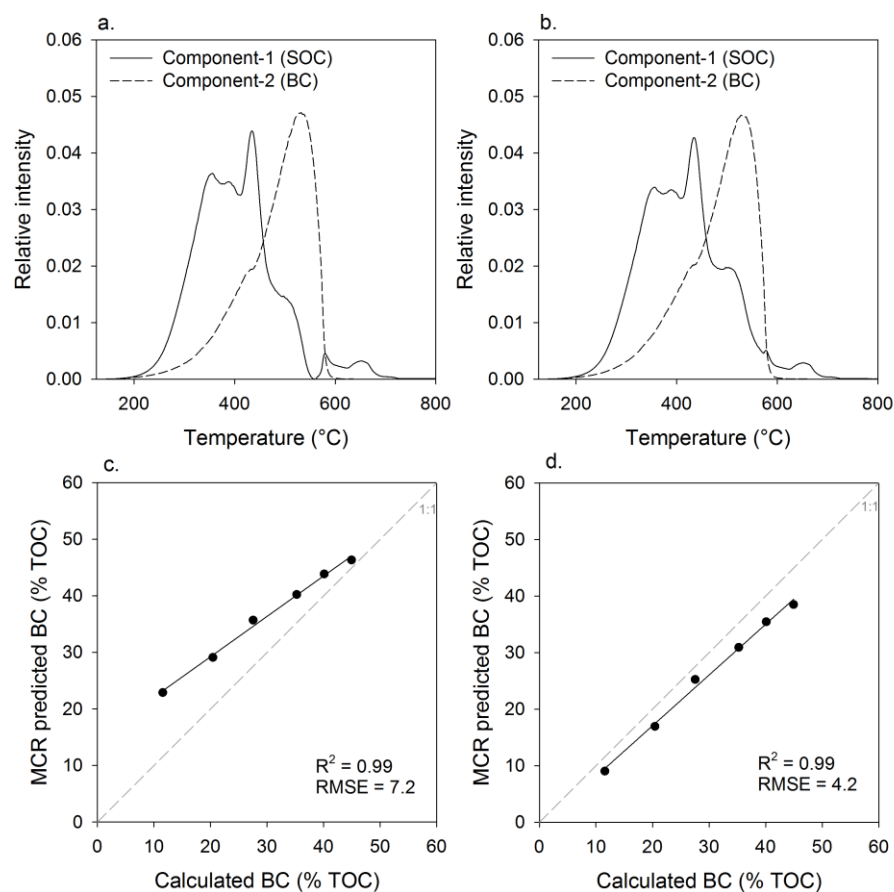 a.
0.06
0.05
0.04
0.03
0.02
0.01
0.00
Relative intensity
Component-1 (SOC)
Component-2 (BC)
200 400 600 800
Temperature (°C)
b.
0.06
0.05
0.04
0.03
0.02
0.01
0.00
Relative intensity
Component-1 (SOC)
Component-2 (BC)
200 400 600 800
Temperature (°C)
c.
60
50
40
30
20
10
0
MCR predicted BC (% TOC)
1:1
R² = 0.99
RMSE = 7.2
0 10 20 30 40 50 60
Calculated BC (% TOC)
d.
60
50
40
30
20
10
0
MCR predicted BC (% TOC)
1:1
R² = 0.99
RMSE = 4.2
0 10 20 30 40 50 60
Calculated BC (% TOC)